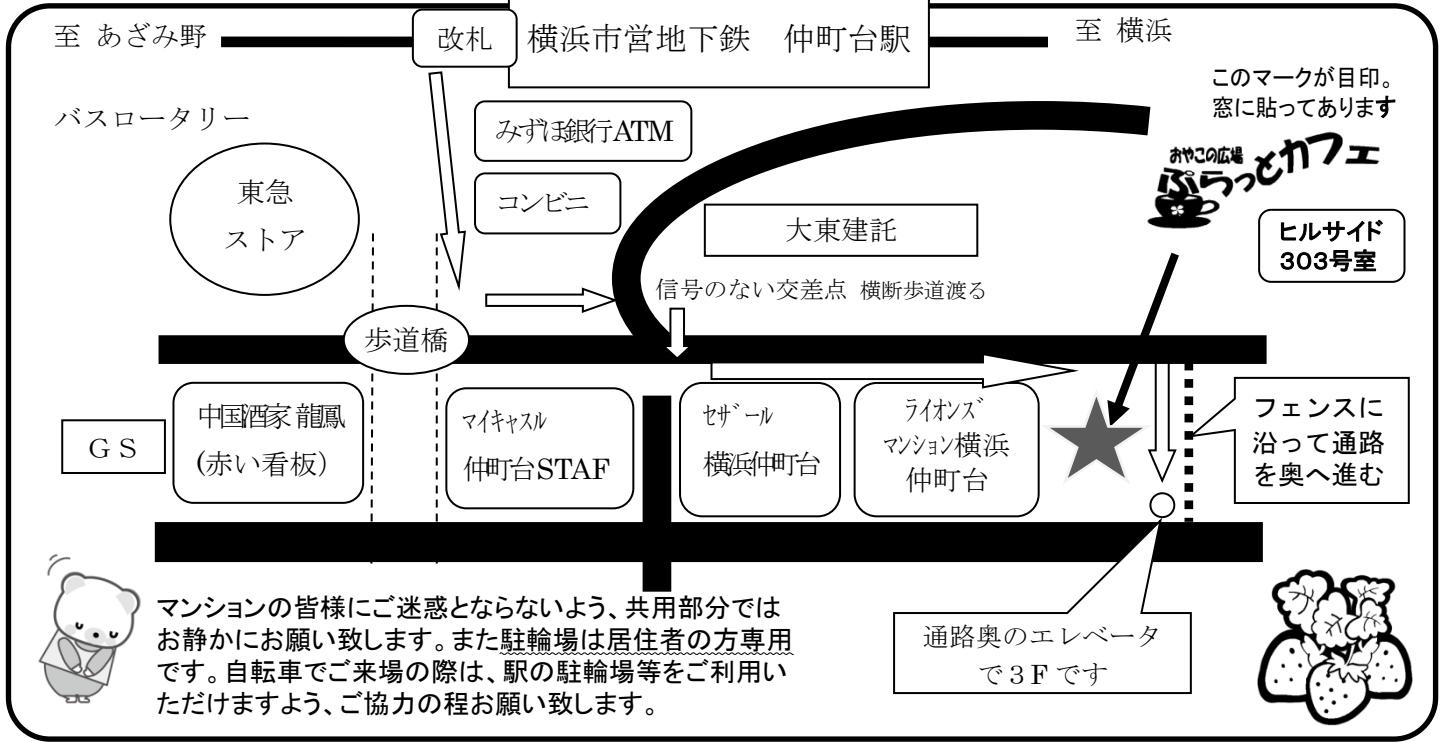 至 あざみ野
改札
横浜市営地下鉄　仲町台駅
至 横浜
このマークが目印。
窓に貼ってあります
バスロータリー
みずほ銀行ATM
おやこの広場
ぷらっとカフェ
東急
ストア
コンビニ
大東建託
ヒルサイド
303号室
信号のない交差点 横断歩道渡る
歩道橋
ＧＳ
中国酒家 龍鳳
(赤い看板）
マイキャスル
仲町台STAF
セザール
横浜仲町台
ライオンズ
マンション横浜
仲町台
フェンスに
沿って通路
を奥へ進む
マンションの皆様にご迷惑とならないよう、共用部分では
お静かにお願い致します。また駐輪場は居住者の方専用
です。自転車でご来場の際は、駅の駐輪場等をご利用い
ただけますよう、ご協力の程お願い致します。
通路奥のエレベータ
で３Ｆです